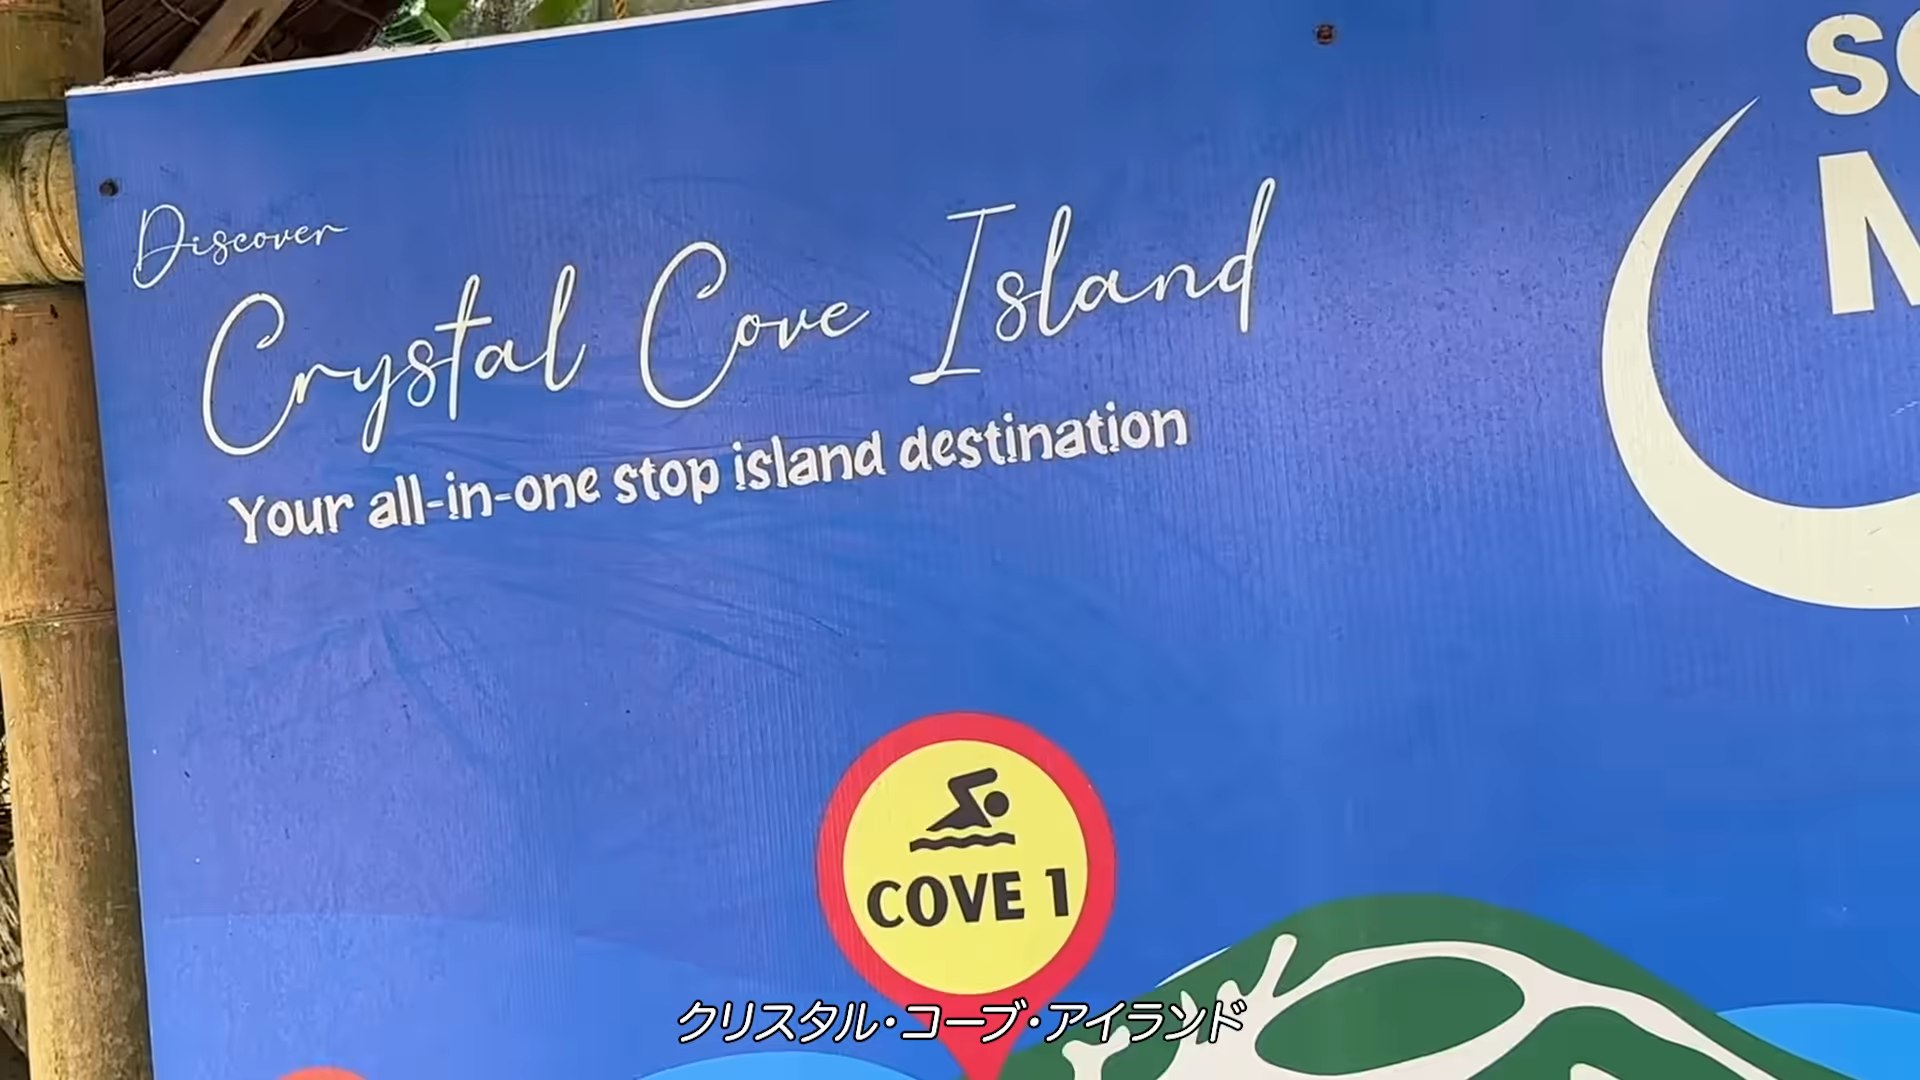 Discover
Crystal Cove Island
Your all-in-one stop island destination
COVE 1
クリスタル・コーブ・アイランド